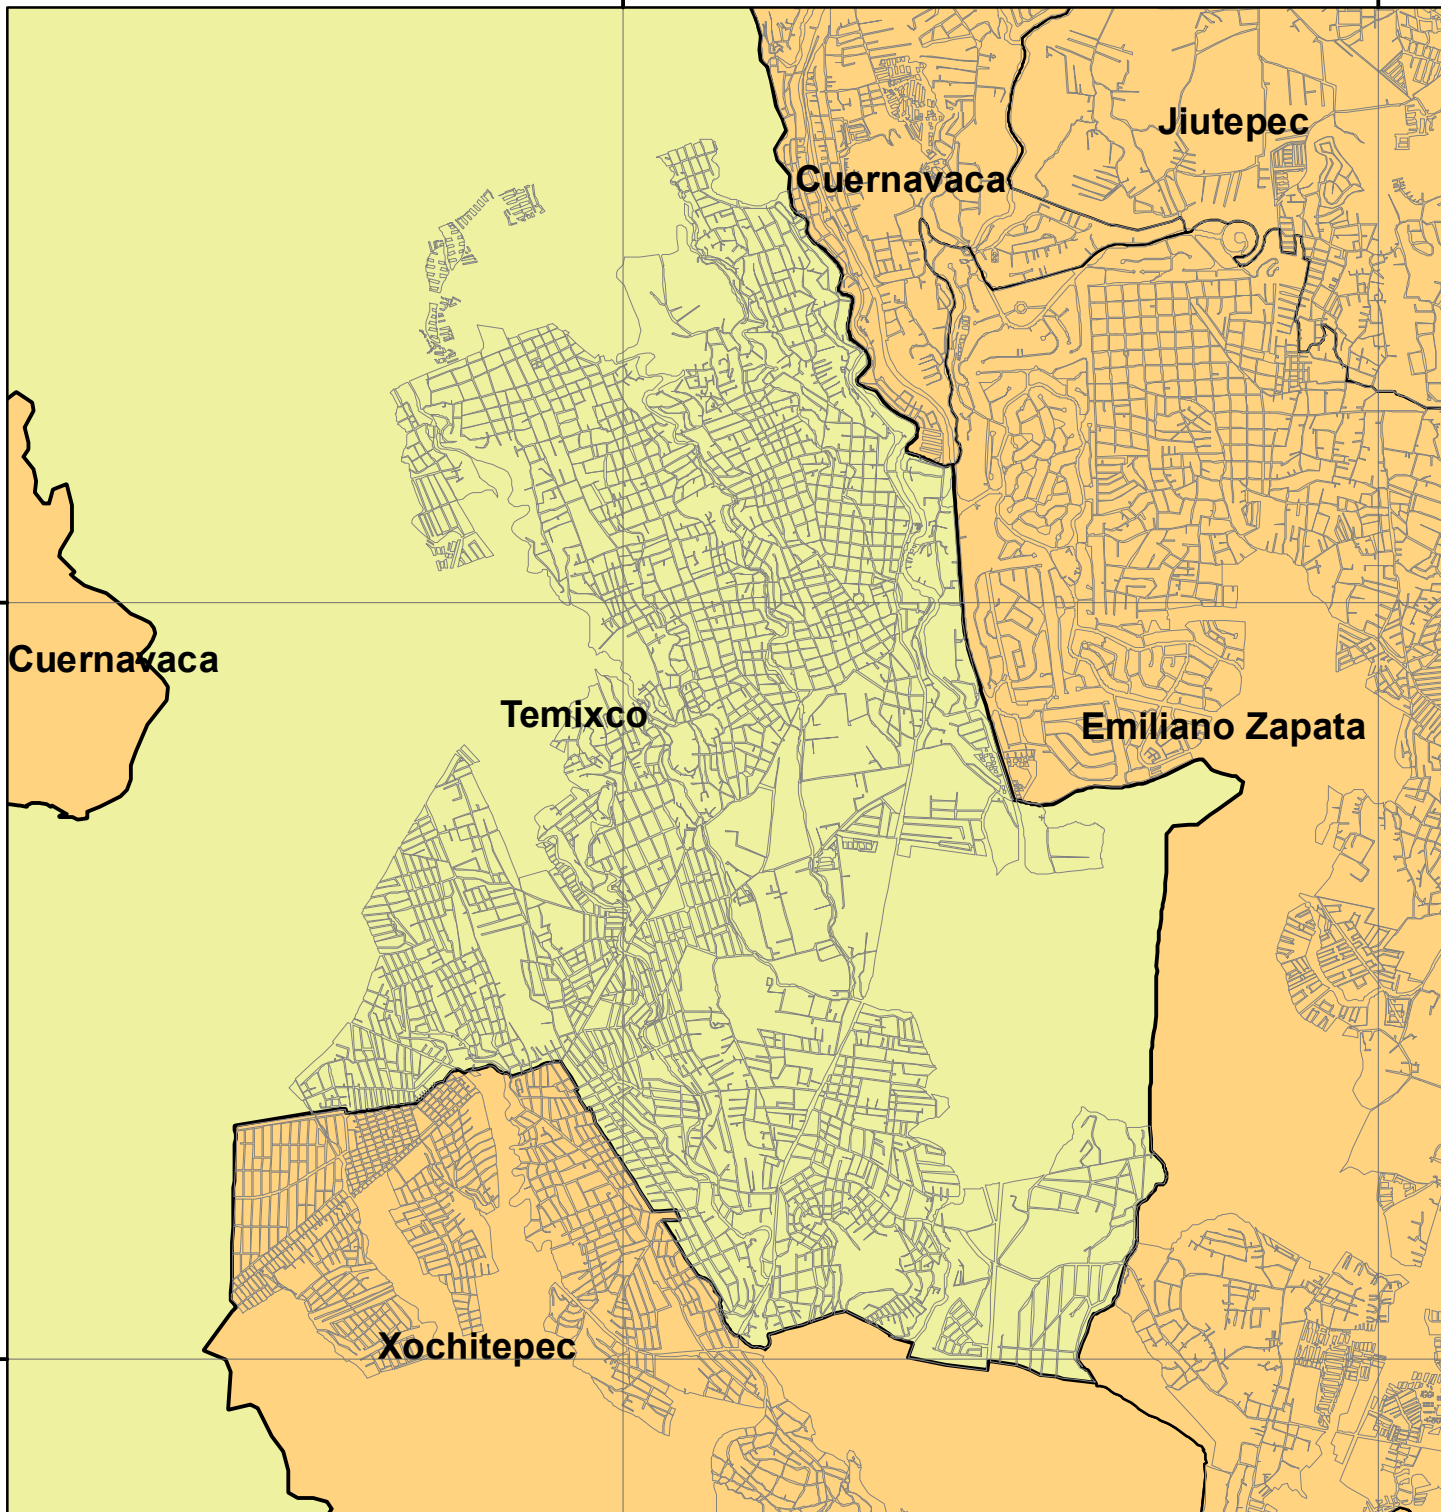 Jiutepec
Cuernavaca
Cuernavaca
Temixco
Emiliano Zapata
Xochitepec